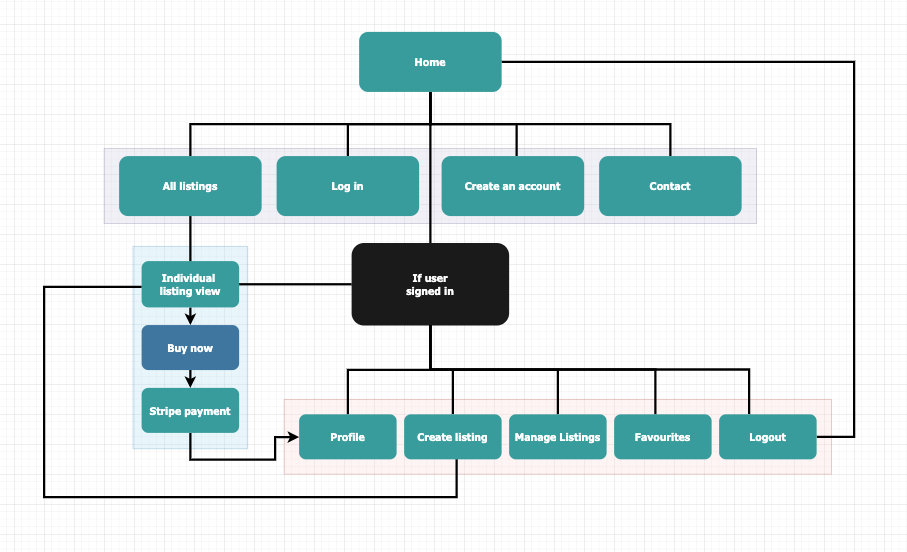 Home
All listings
Log in
Create an account
Contact
Individual
listing view
If user
signed in
Buy now
Stripe payment
Profile
Create listing
Manage Listings
Favourites
Logout